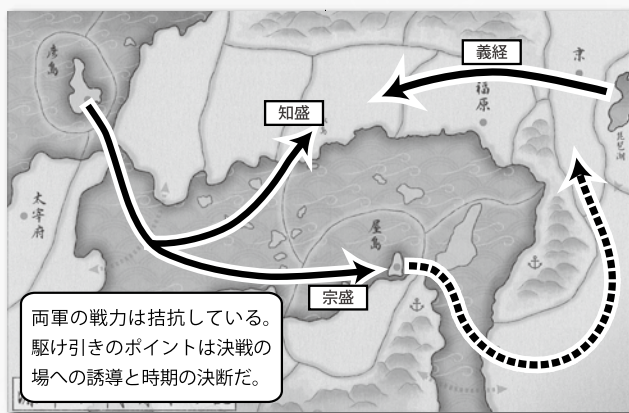 義経
京
彦島
福原
知盛
琵琶湖
太宰府
屋島
宗盛
両軍の戦力は拮抗している。
駆け引きのポイントは決戦の
場への誘導と時期の決断だ。